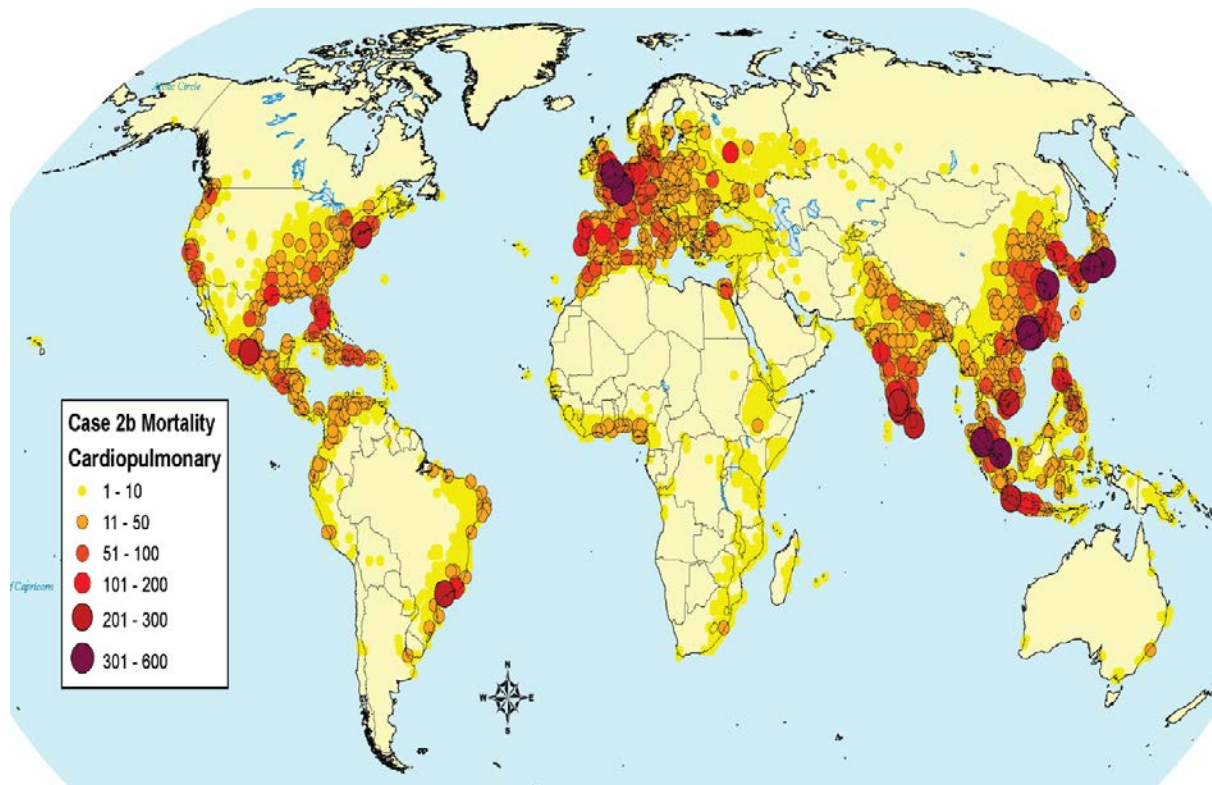 Arctic Circle
Case 2b Mortality
Cardiopulmonary
1 - 10
11 - 50
51 - 100
101 - 200
201 - 300
301 - 600
f Capricorn
N
W E
S